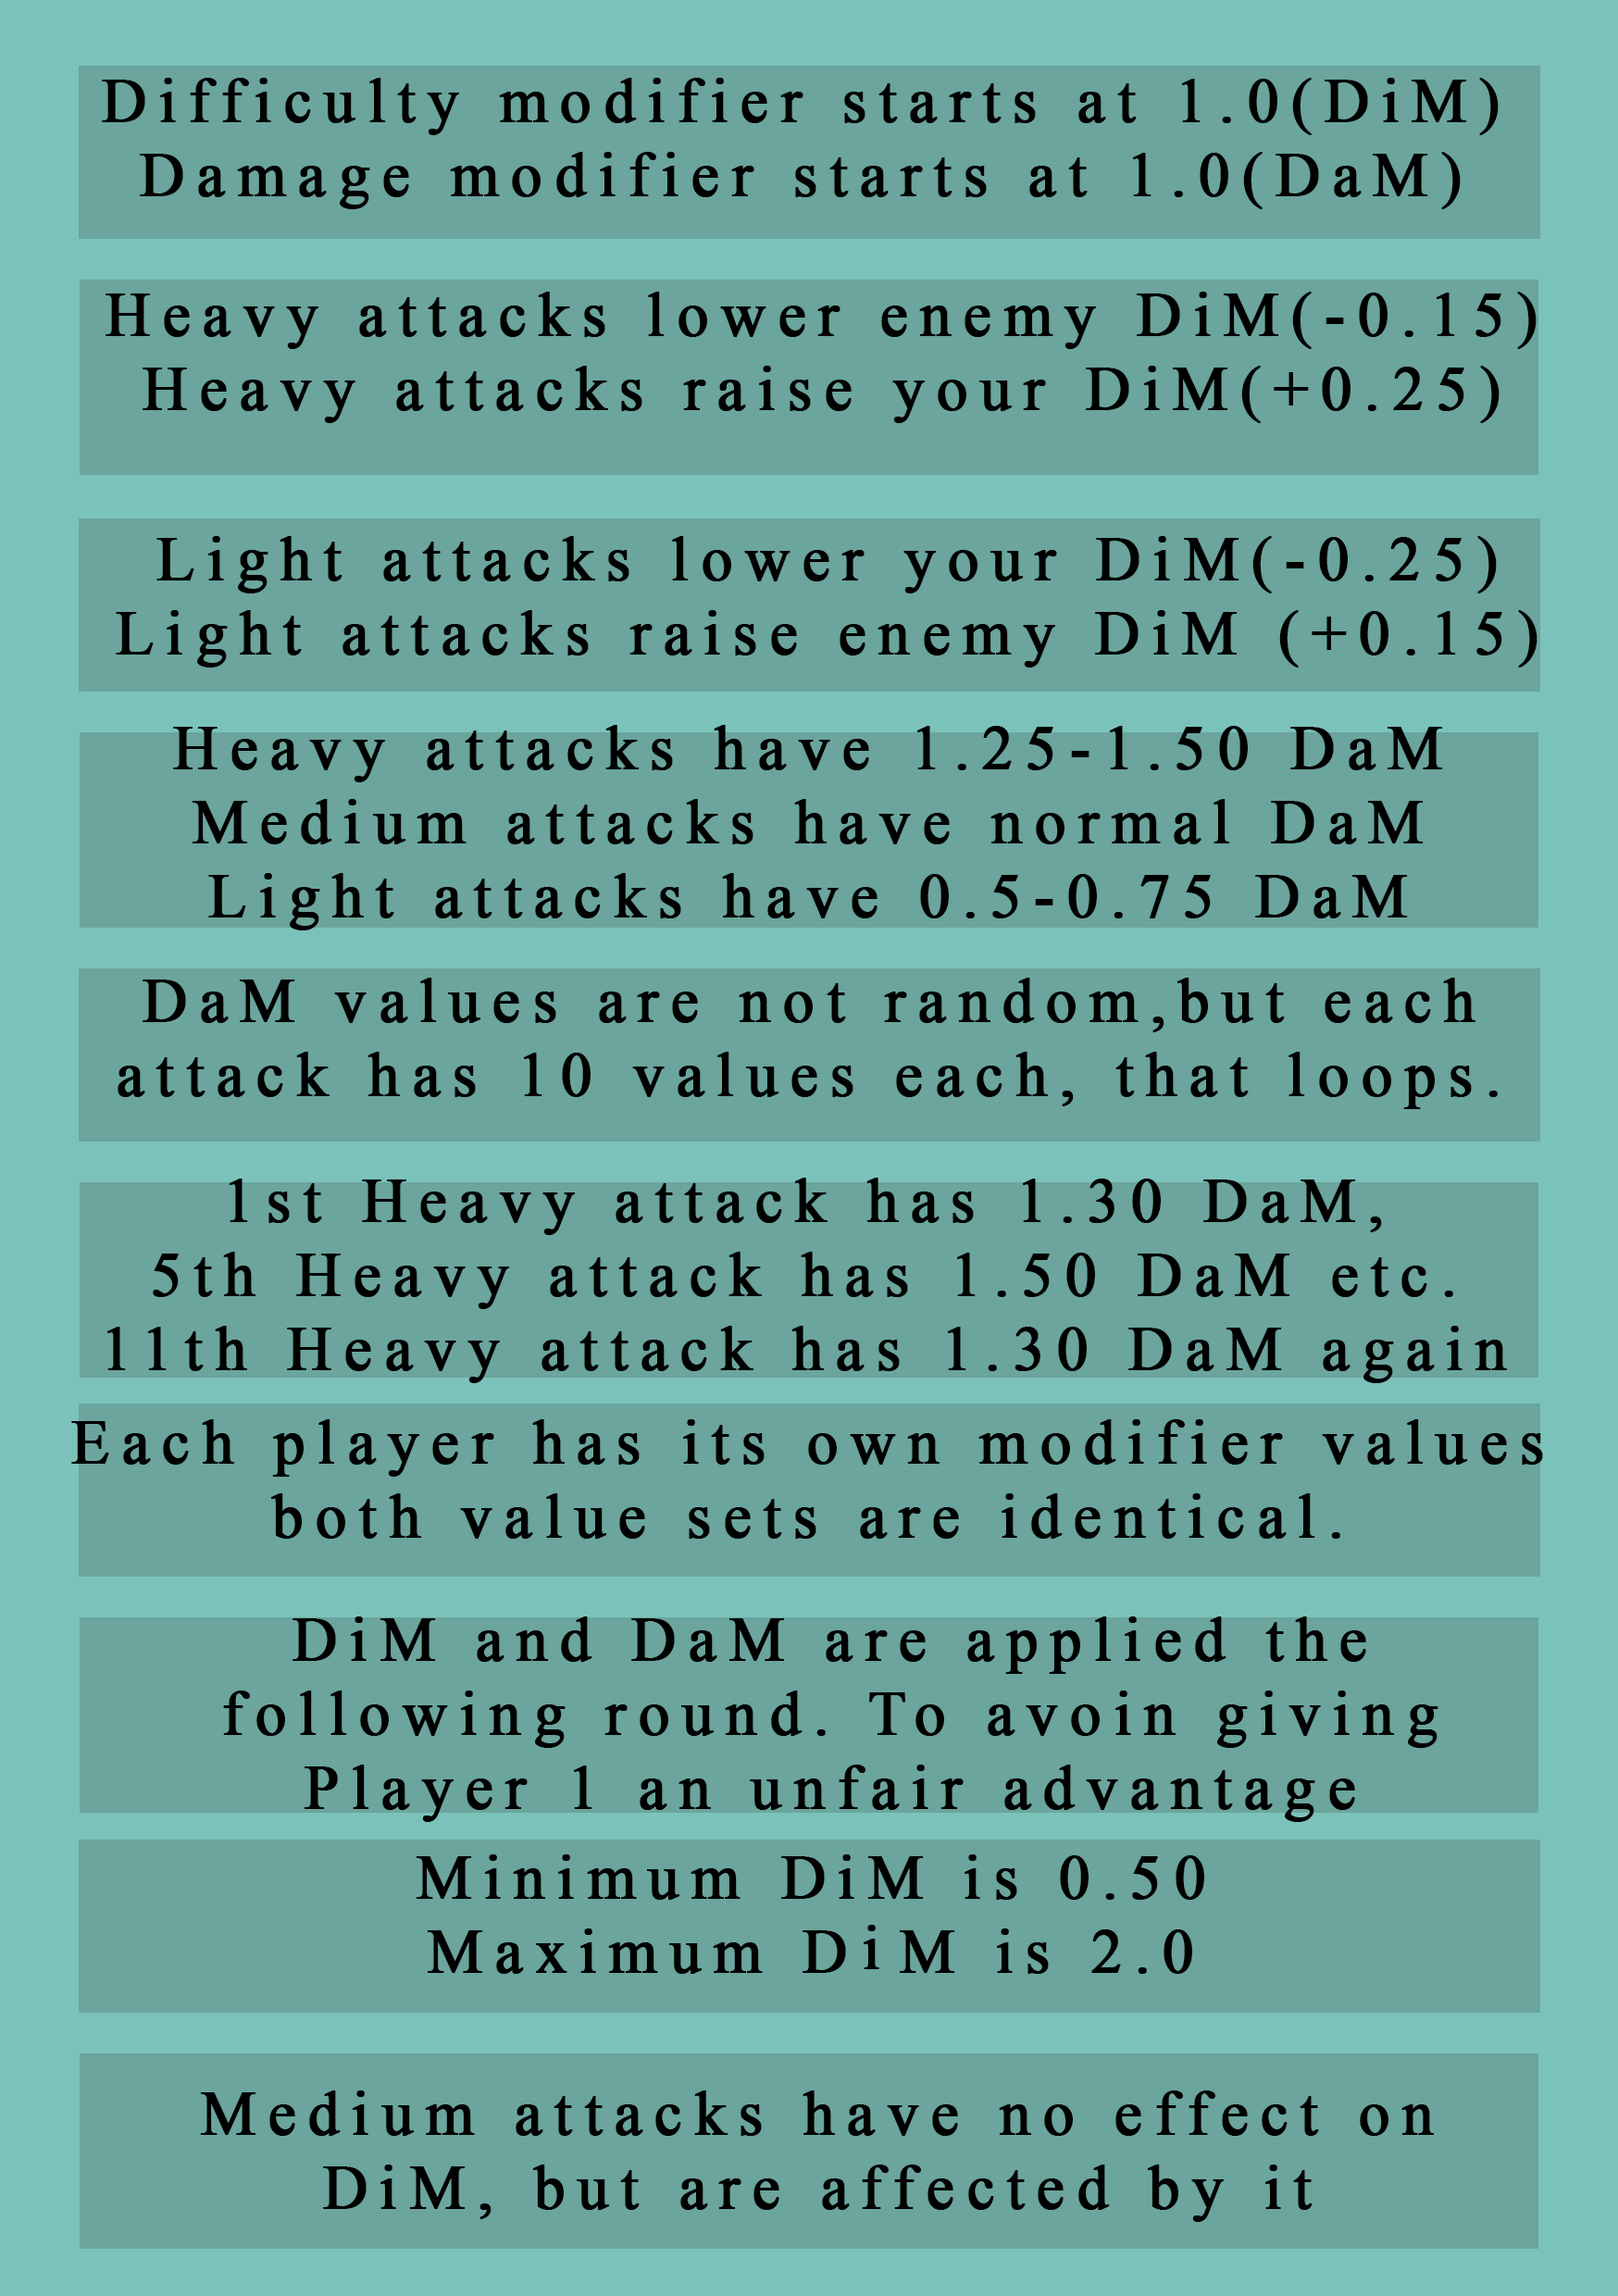 Difficulty modifier starts at 1.0(DiM)
Damage modifier starts at 1.0(DaM)
Heavy attacks lower enemy DiM(-0.15)
Heavy attacks raise your DiM(+0.25)
Light attacks lower your DiM(-0.25)
Light attacks raise enemy DiM (+0.15)
Heavy attacks have 1.25-1.50 DaM
Medium attacks have normal DaM
Light attacks have 0.5-0.75 DaM
DaM values are not random,but each
attack has 10 values each, that loops.
1st Heavy attack has 1.30 DaM,
5th Heavy attack has 1.50 DaM etc.
11th Heavy attack has 1.30 DaM again
Each player has its own modifier values
both value sets are identical.
DiM and DaM are applied the
following round. To avoin giving
Player 1 an unfair advantage
Minimum DiM is 0.50
Maximum DiM is 2.0
Medium attacks have no effect on
DiM, but are affected by it